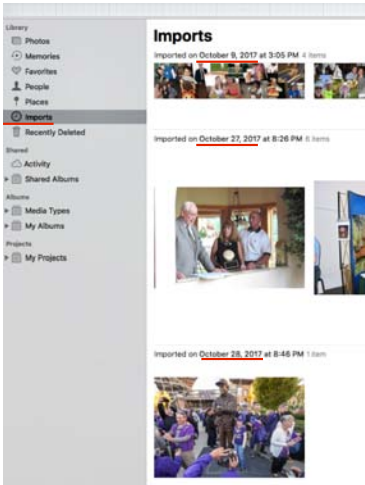 Library
Photos
Memories
Favorites
People
Places
Imports
Recently Deleted
Shared
Activity
Shared Albums
Albums
Media Types
My Albums
Projects
My Projects
Imports
Imported on October 9, 2017 at 3:05 PM 4 items
Imported on October 27, 2017 at 8:26 PM 6 items
Imported on October 28, 2017 at 8:46 PM 1 item